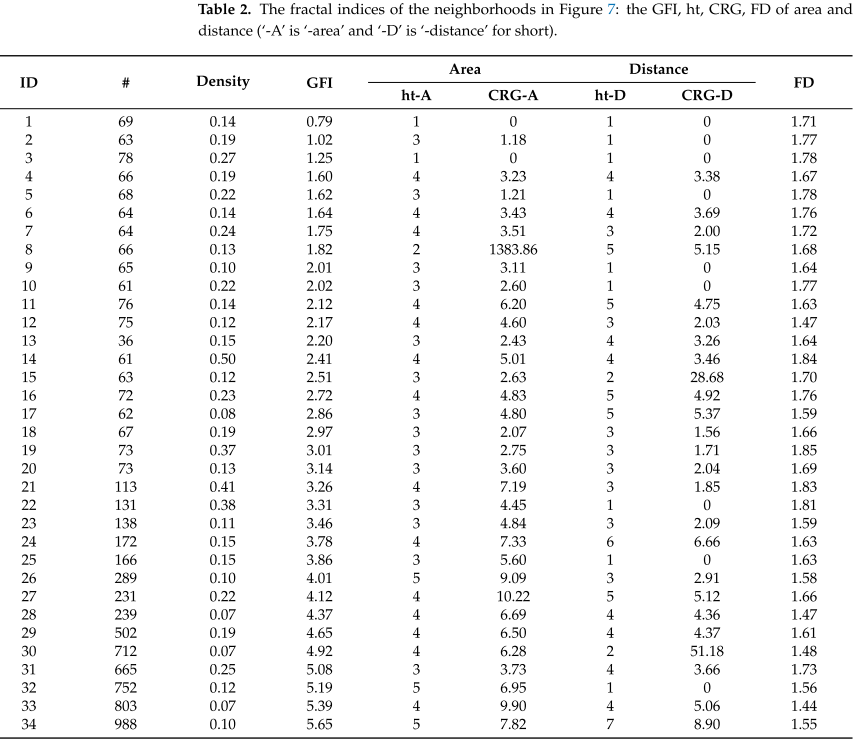 Table 2. The fractal indices of the neighborhoods in Figure 7: the GFI, ht, CRG, FD of area and
distance (‘-A’ is ‘-area’ and ‘-D’ is ‘-distance’ for short).
ID # Density GFI Area Distance FD
ht-A CRG-A ht-D CRG-D
1 69 0.14 0.79 1 0 1 0 1.71
2 63 0.19 1.02 3 1.18 1 0 1.77
3 78 0.27 1.25 1 0 1 0 1.78
4 66 0.19 1.60 4 3.23 4 3.38 1.67
5 68 0.22 1.62 3 1.21 1 0 1.78
6 64 0.14 1.64 4 3.43 4 3.69 1.76
7 64 0.24 1.75 4 3.51 3 2.00 1.72
8 66 0.13 1.82 2 1383.86 5 5.15 1.68
9 65 0.10 2.01 3 3.11 1 0 1.64
10 61 0.22 2.02 3 2.60 1 0 1.77
11 76 0.14 2.12 4 6.20 5 4.75 1.63
12 75 0.12 2.17 4 4.60 3 2.03 1.47
13 36 0.15 2.20 3 2.43 4 3.26 1.64
14 61 0.50 2.41 4 5.01 4 3.46 1.84
15 63 0.12 2.51 3 2.63 2 28.68 1.70
16 72 0.23 2.72 4 4.83 5 4.92 1.76
17 62 0.08 2.86 3 4.80 5 5.37 1.59
18 67 0.19 2.97 3 2.07 3 1.56 1.66
19 73 0.37 3.01 3 2.75 3 1.71 1.85
20 73 0.13 3.14 3 3.60 3 2.04 1.69
21 113 0.41 3.26 4 7.19 3 1.85 1.83
22 131 0.38 3.31 3 4.45 1 0 1.81
23 138 0.11 3.46 3 4.84 3 2.09 1.59
24 172 0.15 3.78 4 7.33 6 6.66 1.63
25 166 0.15 3.86 3 5.60 1 0 1.63
26 289 0.10 4.01 5 9.09 3 2.91 1.58
27 231 0.22 4.12 4 10.22 5 5.12 1.66
28 239 0.07 4.37 4 6.69 4 4.36 1.47
29 502 0.19 4.65 4 6.50 4 4.37 1.61
30 712 0.07 4.92 4 6.28 2 51.18 1.48
31 665 0.25 5.08 3 3.73 4 3.66 1.73
32 752 0.12 5.19 5 6.95 1 0 1.56
33 803 0.07 5.39 4 9.90 4 5.06 1.44
34 988 0.10 5.65 5 7.82 7 8.90 1.55